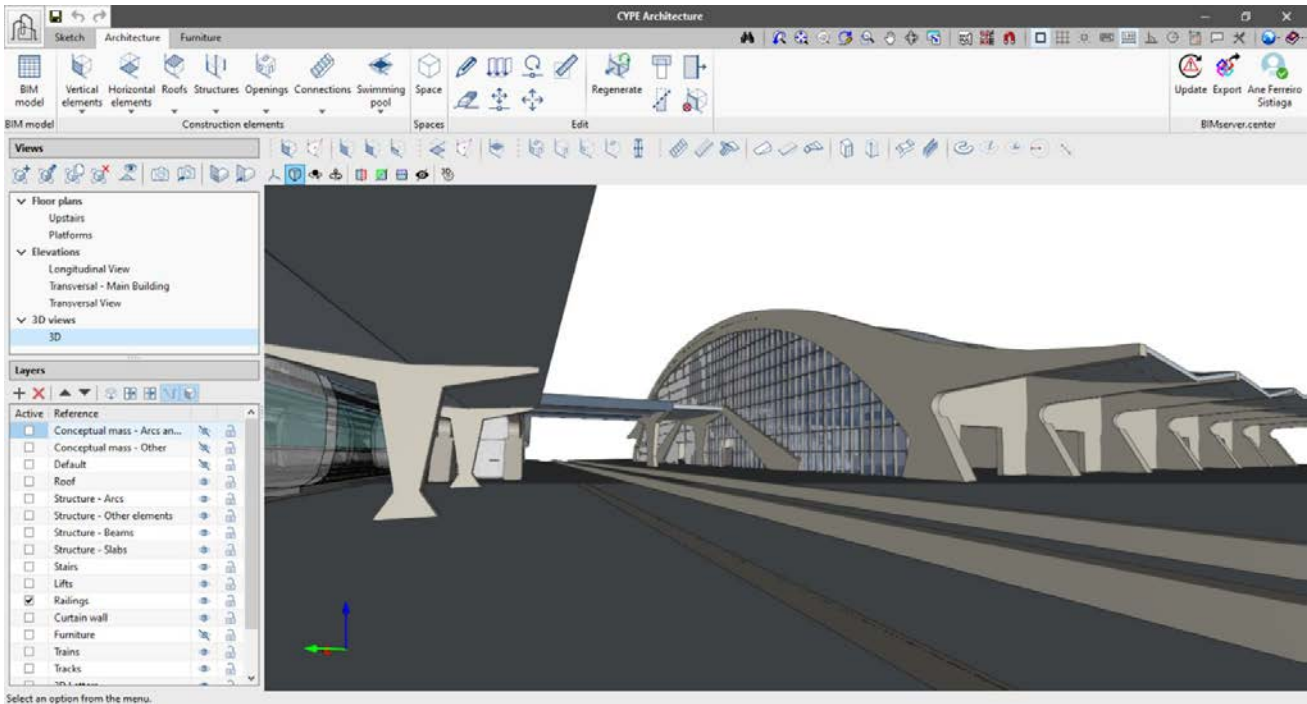 CYPE Architecture
Sketch Architecture Furniture
BIM model
Vertical elements
Horizontal elements
Roofs
Structures
Openings
Connections
Swimming pool
Space
Regenerate
Update
Export
Ane Ferreiro Sistiaga
BIM model
Construction elements
Spaces
Edit
BIMserver.center
Views
Floor plans
Upstairs
Platforms
Elevations
Longitudinal View
Transversal - Main Building
Transversal View
3D views
3D
Layers
Active Reference
Conceptual mass - Arcs an...
Conceptual mass - Other
Default
Roof
Structure - Arcs
Structure - Other elements
Structure - Beams
Structure - Slabs
Stairs
Lifts
Railings
Curtain wall
Furniture
Trains
Tracks
Select an option from the menu.